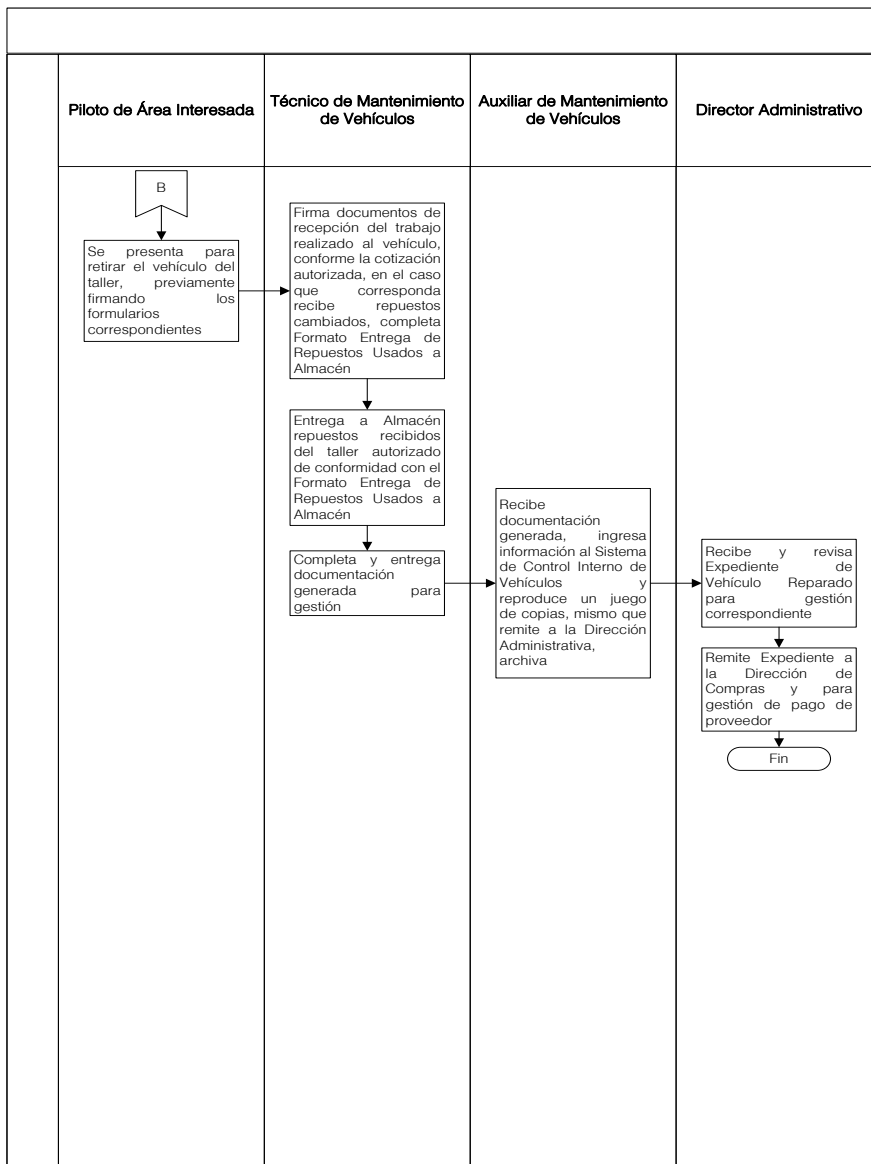 Piloto de Área Interesada
Técnico de Mantenimiento
de Vehículos
Auxiliar de Mantenimiento
de Vehículos
Director Administrativo
B
Se presenta para
retirar el vehículo del
taller, previamente
firmando los
formularios
correspondientes
Firma documentos de
recepción del trabajo
realizado al vehículo,
conforme la cotización
autorizada, en el caso
que corresponda
recibe repuestos
cambiados, completa
Formato Entrega de
Repuestos Usados a
Almacén
Entrega a Almacén
repuestos recibidos
del taller autorizado
de conformidad con el
Formato Entrega de
Repuestos Usados a
Almacén
Completa y entrega
documentación
generada para
gestión
Recibe
documentación
generada, ingresa
información al Sistema
de Control Interno de
Vehículos y
reproduce un juego
de copias, mismo que
remite a la Dirección
Administrativa,
archiva
Recibe y revisa
Expediente de
Vehículo Reparado
para gestión
correspondiente
Remite Expediente a
la Dirección de
Compras y para
gestión de pago de
proveedor
Fin